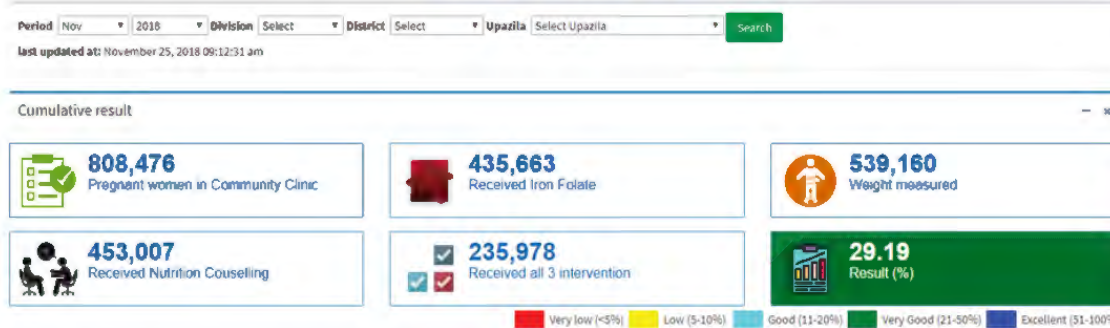 Period Nov 2018 Division Select District Select Upazila Select Upazila Search
last updated at: November 25, 2018 09:12:31 am
Cumulative result
808,476
Pregnant women in Community Clinic
435,663
Received Iron Folate
539,160
Weight measured
453,007
Received Nutrition Couselling
235,978
Received all 3 intervention
29.19
Result (%)
Very low (<5%) Low (5-10%) Good (11-20%) Very Good (21-50%) Excellent (51-100%